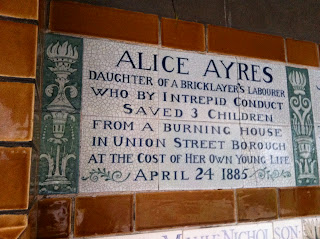 ALICE AYRES
DAUGHTER OF A BRICKLAYER'S LABOURER
WHO BY INTREPID CONDUCT
SAVED 3 CHILDREN
FROM A BURNING HOUSE
IN UNION STREET BOROUGH
AT THE COST OF HER OWN YOUNG LIFE
APRIL 24 1885
NICHOLSON